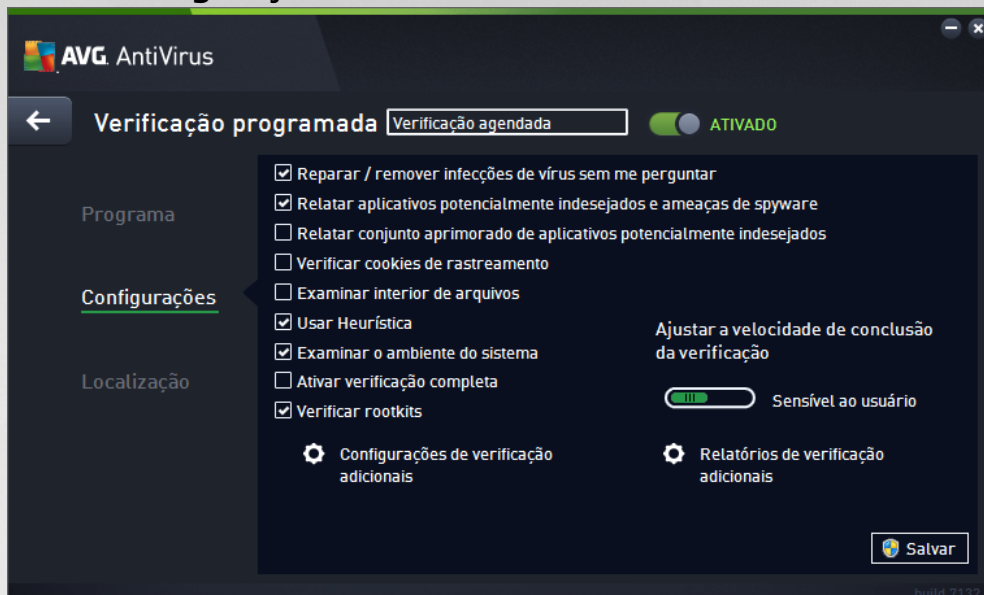 AVG. AntiVirus
Verificação programada
Verificação agendada
ATIVADO
Programa
Configurações
Localização
Reparar / remover infecções de vírus sem me perguntar
Relatar aplicativos potencialmente indesejados e ameaças de spyware
Relatar conjunto aprimorado de aplicativos potencialmente indesejados
Verificar cookies de rastreamento
Examinar interior de arquivos
Usar Heurística
Examinar o ambiente do sistema
Ativar verificação completa
Verificar rootkits
Ajustar a velocidade de conclusão
da verificação
Sensível ao usuário
Configurações de verificação
adicionais
Relatórios de verificação
adicionais
Salvar
build 7132